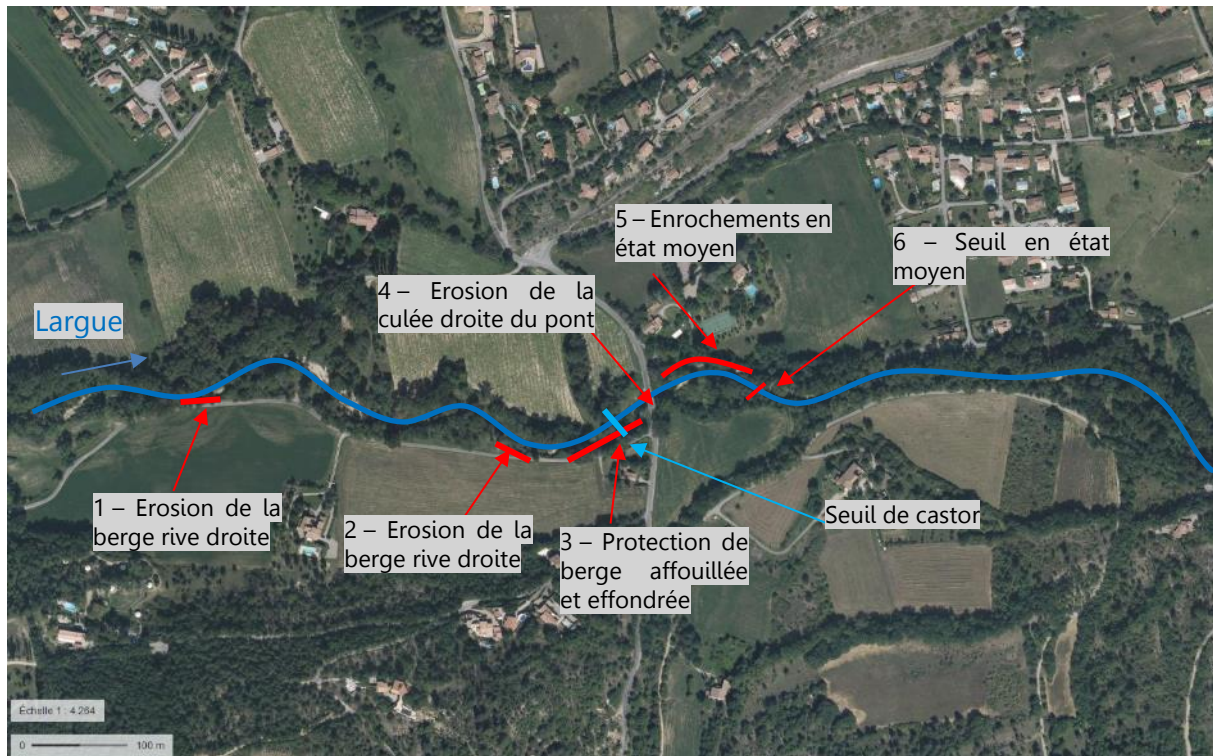 5 – Enrochements en
état moyen
6 – Seuil en état
moyen
4 – Erosion de la
culée droite du pont
Largue
1 – Erosion de la
berge rive droite
2 – Erosion de la
berge rive droite
3 – Protection de
berge affouillée
et effondrée
Seuil de castor
Échelle 1 : 4 264
0 100 m